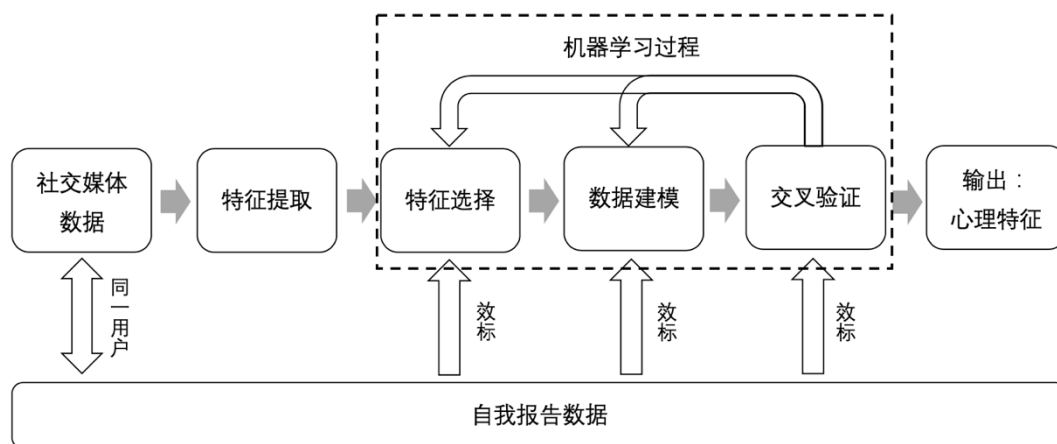 机器学习过程
社交媒体
数据
特征提取
特征选择
数据建模
交叉验证
输出：
心理特征
同一用户
效标
效标
效标
自我报告数据